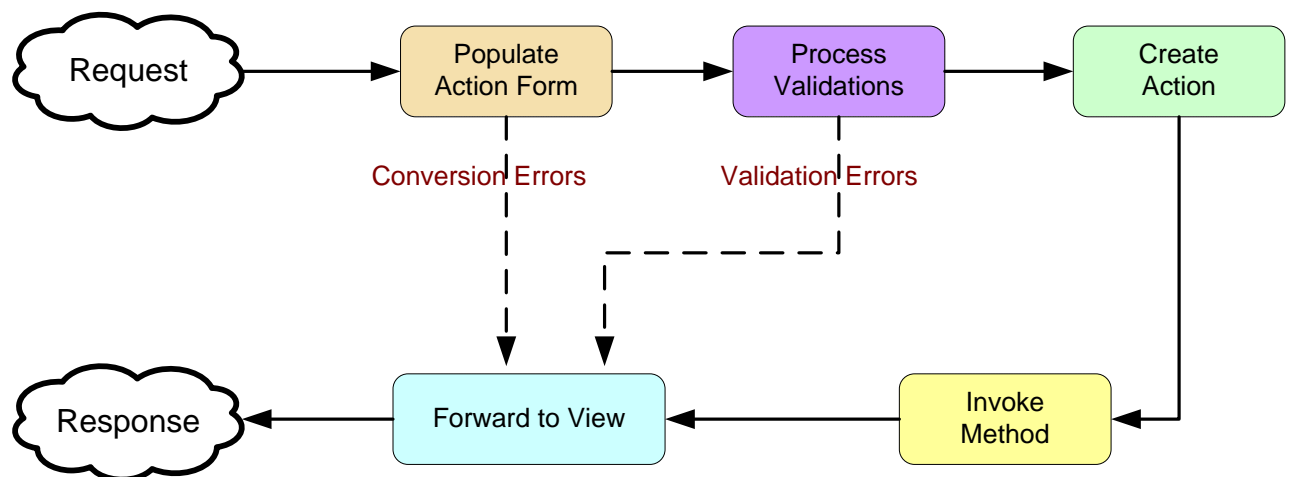 Request
Populate
Action Form
Process
Validations
Create
Action
Conversion Errors
Validation Errors
Response
Forward to View
Invoke
Method